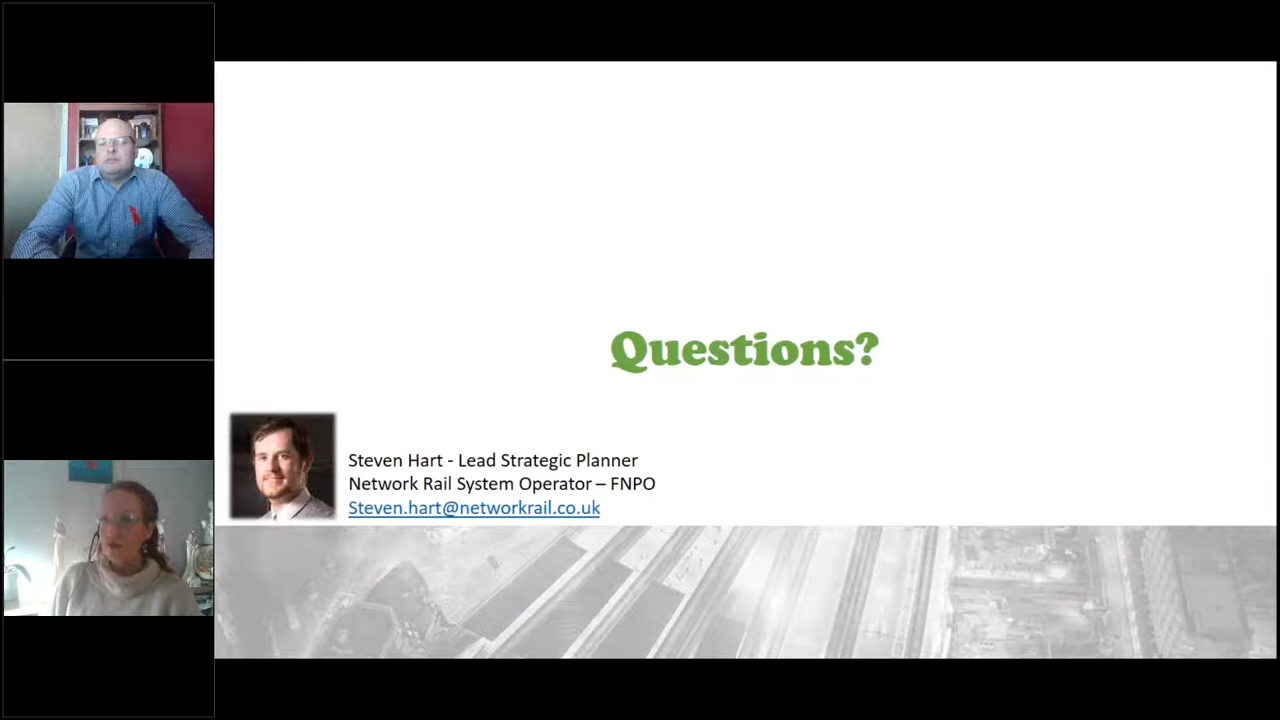 Questions?
Steven Hart - Lead Strategic Planner
Network Rail System Operator – FNPO
Steven.hart@networkrail.co.uk